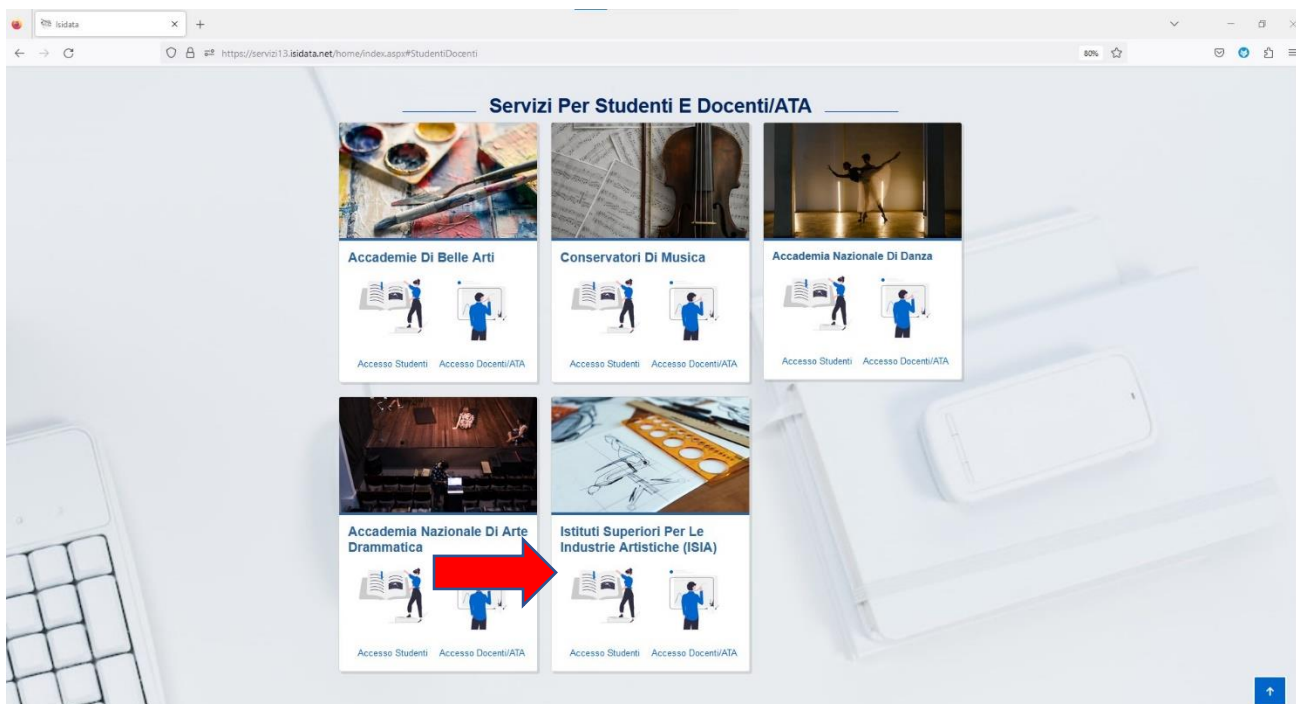 Isidata
https://servizi13.isidata.net/home/index.aspx#StudentiDocenti
80%
Servizi Per Studenti E Docenti/ATA
Accademie Di Belle Arti
Accesso Studenti
Accesso Docenti/ATA
Conservatori Di Musica
Accesso Studenti
Accesso Docenti/ATA
Accademia Nazionale Di Danza
Accesso Studenti
Accesso Docenti/ATA
Accademia Nazionale Di Arte
Drammatica
Accesso Studenti
Accesso Docenti/ATA
Istituti Superiori Per Le
Industrie Artistiche (ISIA)
Accesso Studenti
Accesso Docenti/ATA